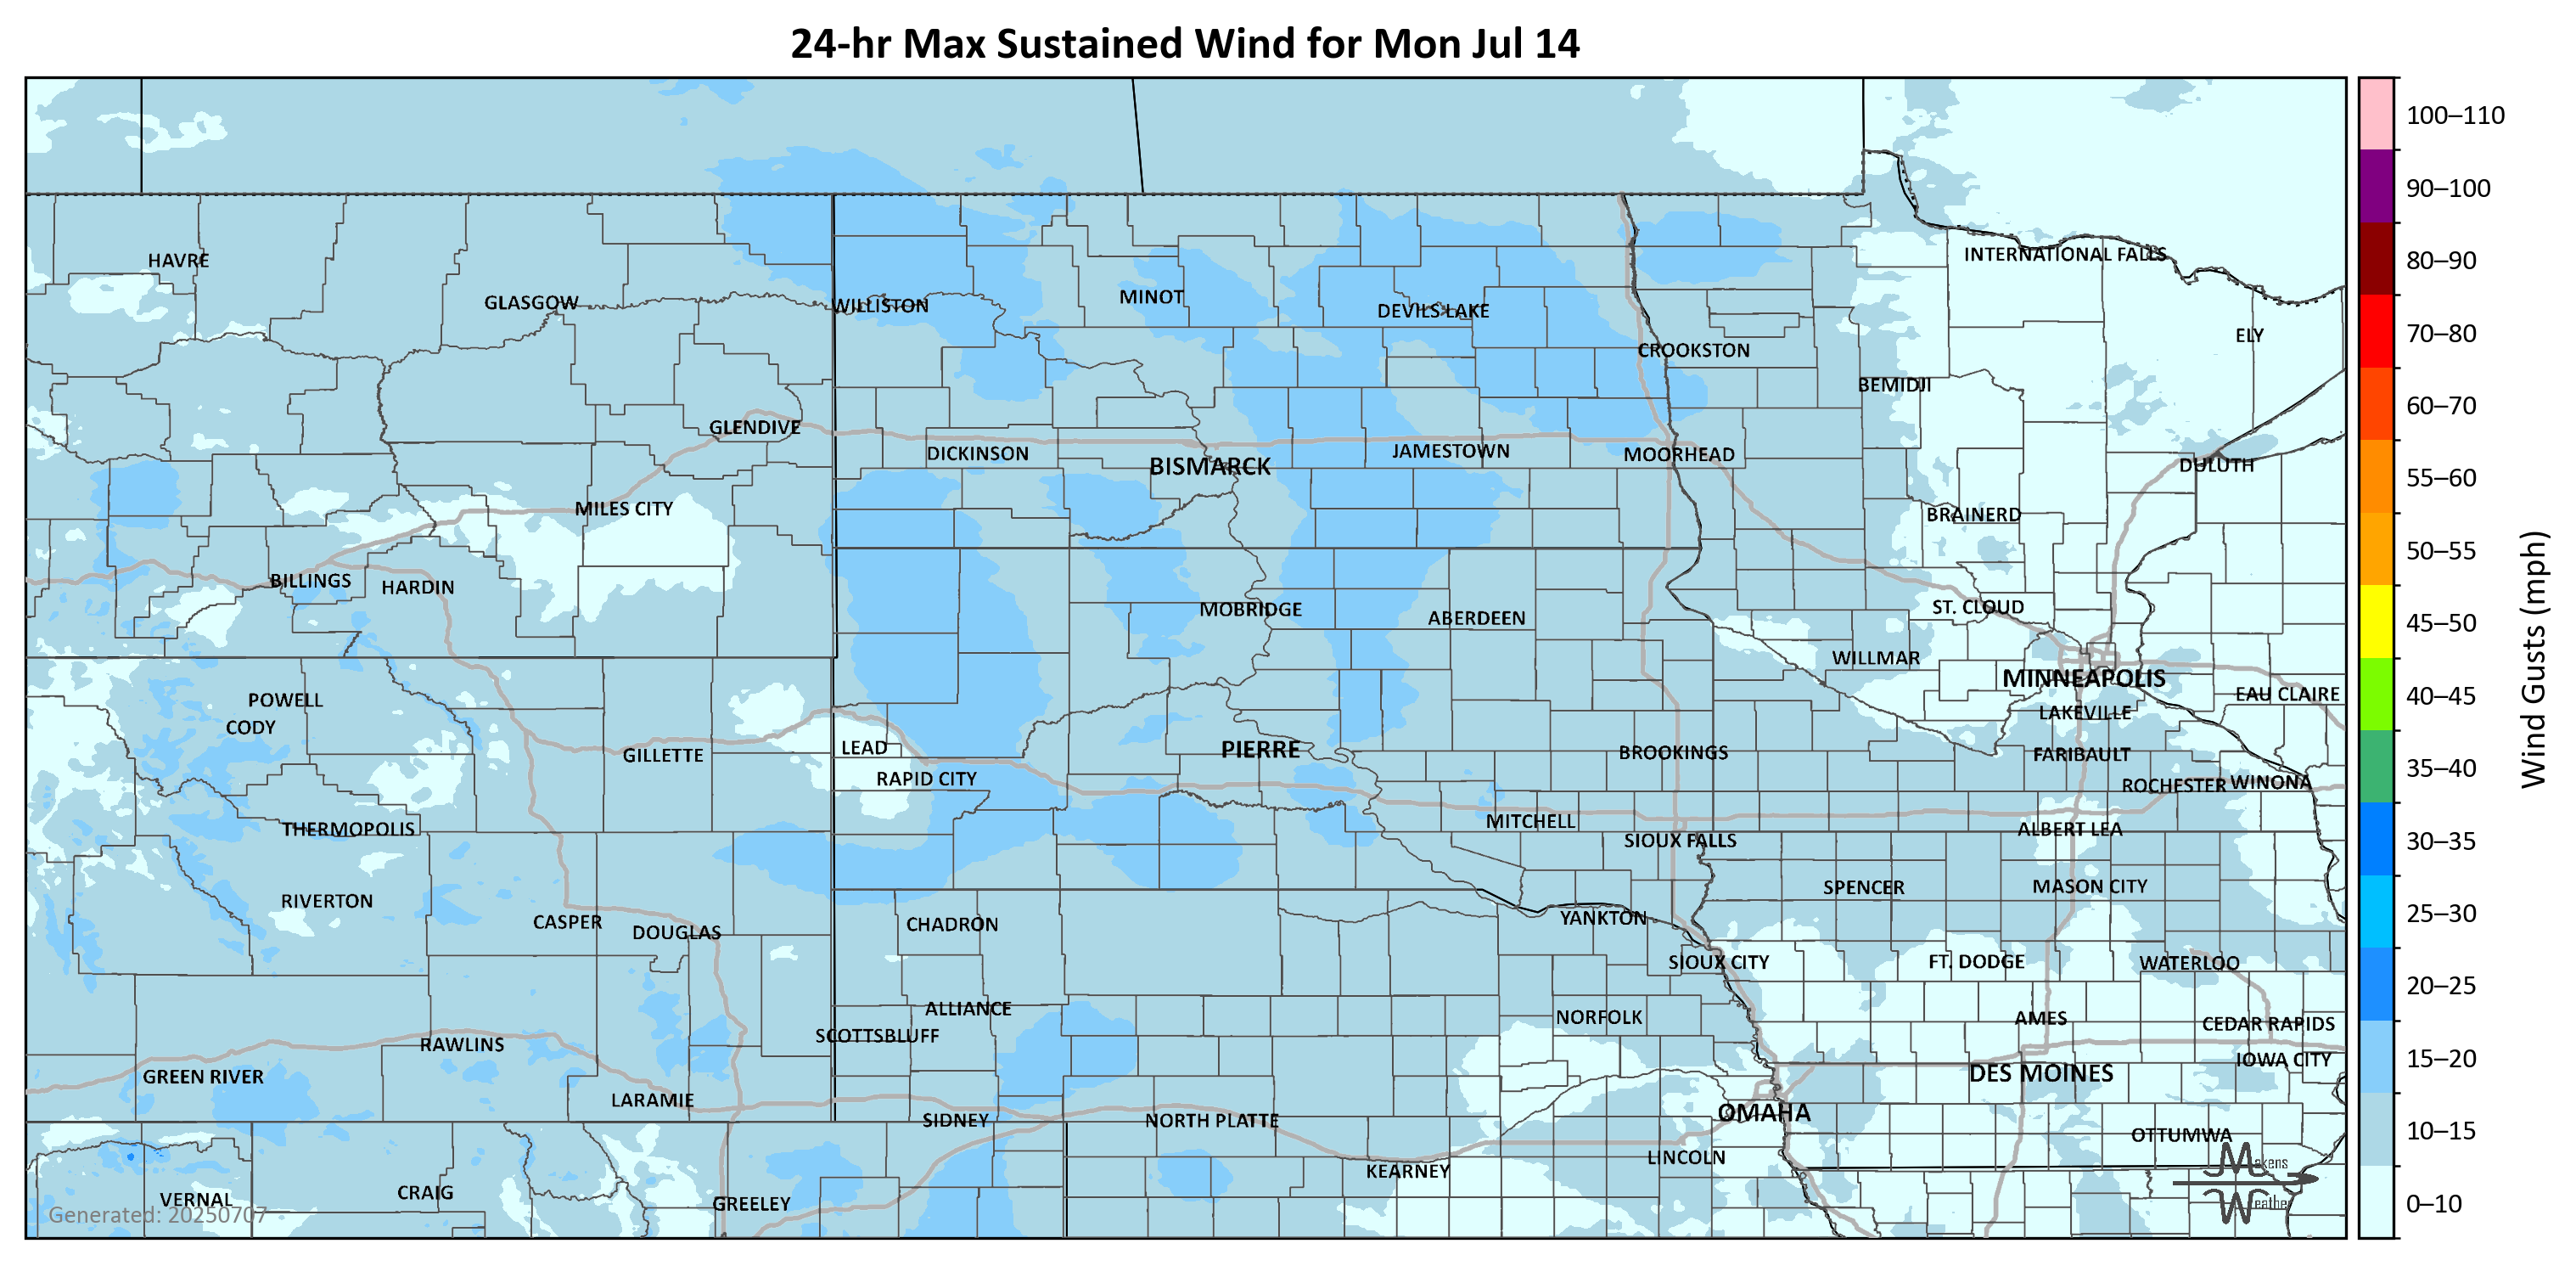 24-hr Max Sustained Wind for Mon Jul 14
100–110
90–100
80–90
70–80
60–70
55–60
50–55
45–50
40–45
35–40
30–35
25–30
20–25
15–20
10–15
0–10
Wind Gusts (mph)
HAVRE
INTERNATIONAL FALLS
GLASGOW
WILLISTON
MINOT
DEVILS LAKE
ELY
CROOKSTON
BEMIDJI
GLENDIVE
DICKINSON
BISMARCK
JAMESTOWN
MOORHEAD
DULUTH
MILES CITY
BRAINERD
BILLINGS
HARDIN
MOBRIDGE
ABERDEEN
ST. CLOUD
WILLMAR
MINNEAPOLIS
EAU CLAIRE
POWELL
CODY
LAKEVILLE
GILLETTE
LEAD
PIERRE
BROOKINGS
FARIBAULT
RAPID CITY
ROCHESTER
WINONA
THERMOPOLIS
MITCHELL
SIOUX FALLS
ALBERT LEA
RIVERTON
SPENCER
MASON CITY
CASPER
DOUGLAS
CHADRON
YANKTON
SIOUX CITY
FT. DODGE
WATERLOO
ALLIANCE
SCOTTSBLUFF
NORFOLK
AMES
CEDAR RAPIDS
RAWLINS
IOWA CITY
GREEN RIVER
DES MOINES
LARAMIE
SIDNEY
NORTH PLATTE
OMAHA
OTTUMWA
KEARNEY
LINCOLN
VERNAL
CRAIG
GREELEY
Makens
Weather
Generated: 20250707